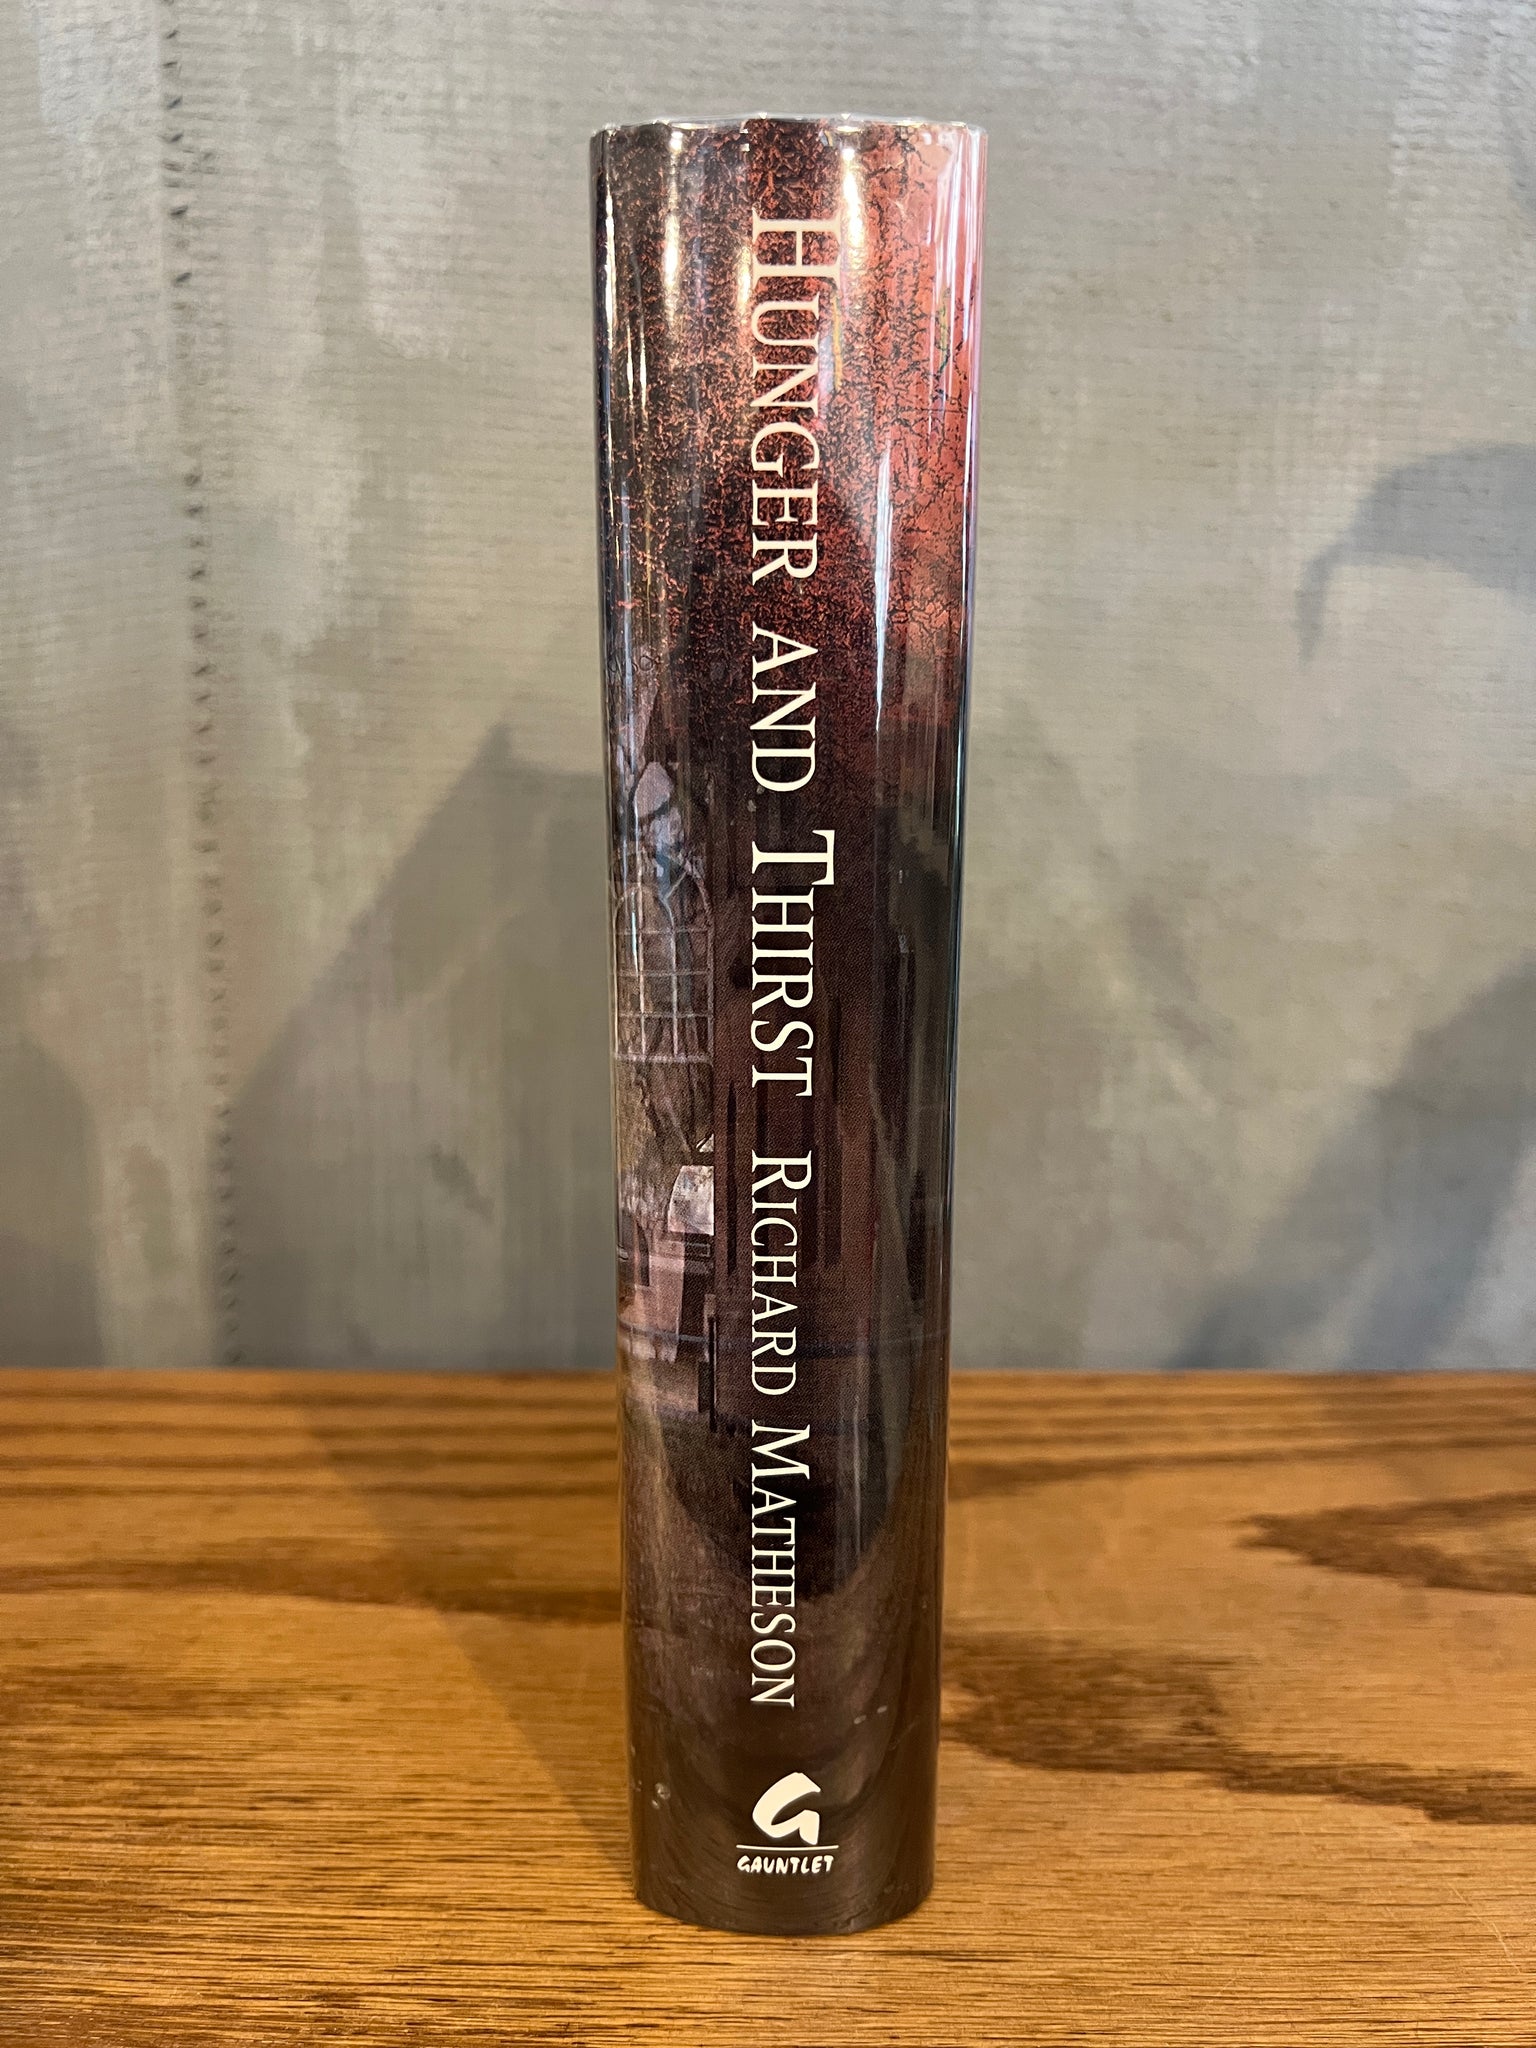 HUNGER AND THIRST RICHARD MATHESON
G
GAUNTLET